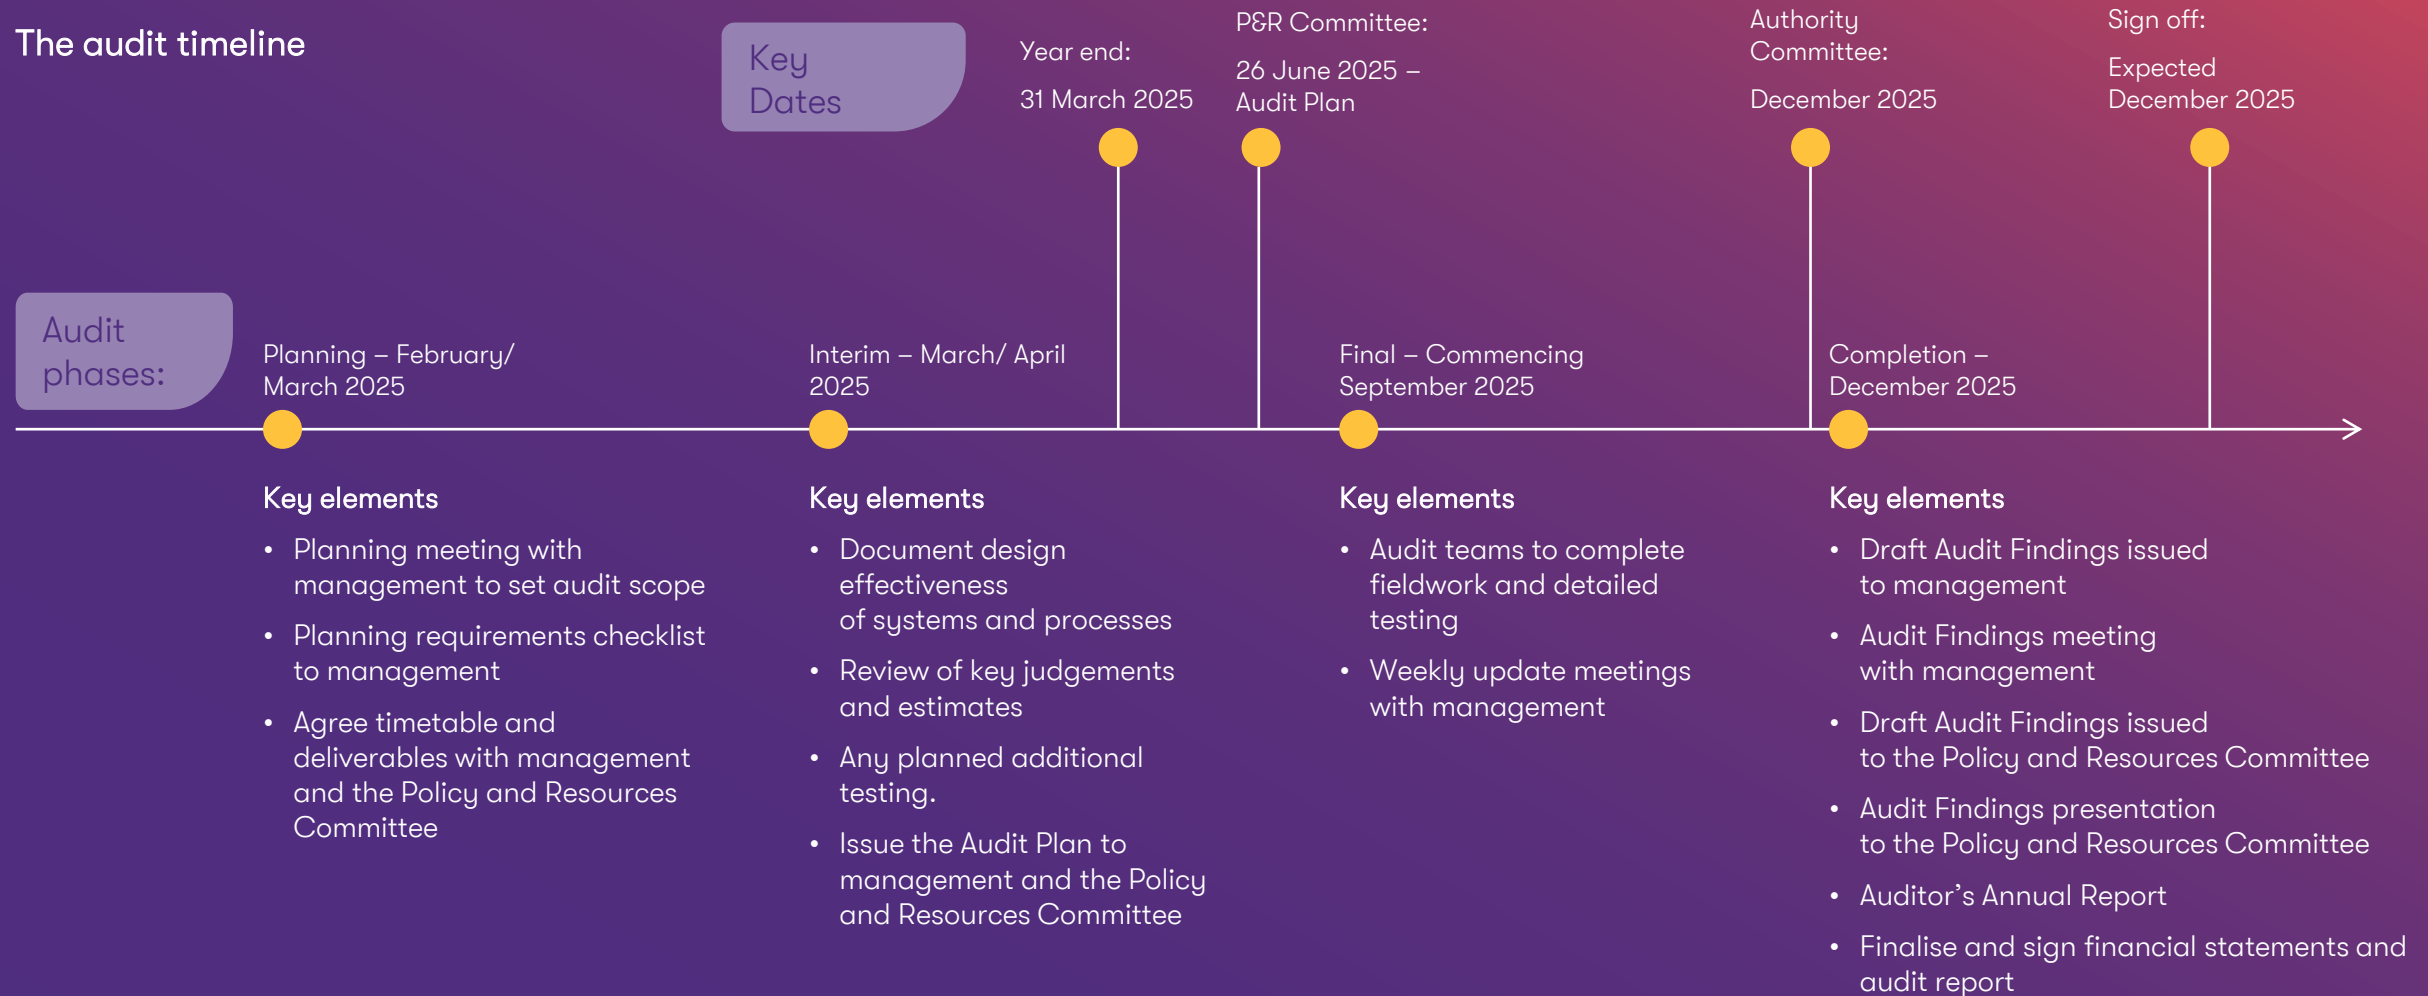 The audit timeline
Key
Dates
Year end:
31 March 2025
P&R Committee:
26 June 2025 –
Audit Plan
Authority
Committee:
December 2025
Sign off:
Expected
December 2025
Audit
phases:
Planning – February/
March 2025
Interim – March/ April
2025
Final – Commencing
September 2025
Completion –
December 2025
Key elements
• Planning meeting with
management to set audit scope
• Planning requirements checklist
to management
• Agree timetable and
deliverables with management
and the Policy and Resources
Committee
Key elements
• Document design
effectiveness
of systems and processes
• Review of key judgements
and estimates
• Any planned additional
testing.
• Issue the Audit Plan to
management and the Policy
and Resources Committee
Key elements
• Audit teams to complete
fieldwork and detailed
testing
• Weekly update meetings
with management
Key elements
• Draft Audit Findings issued
to management
• Audit Findings meeting
with management
• Draft Audit Findings issued
to the Policy and Resources Committee
• Audit Findings presentation
to the Policy and Resources Committee
• Auditor’s Annual Report
• Finalise and sign financial statements and
audit report